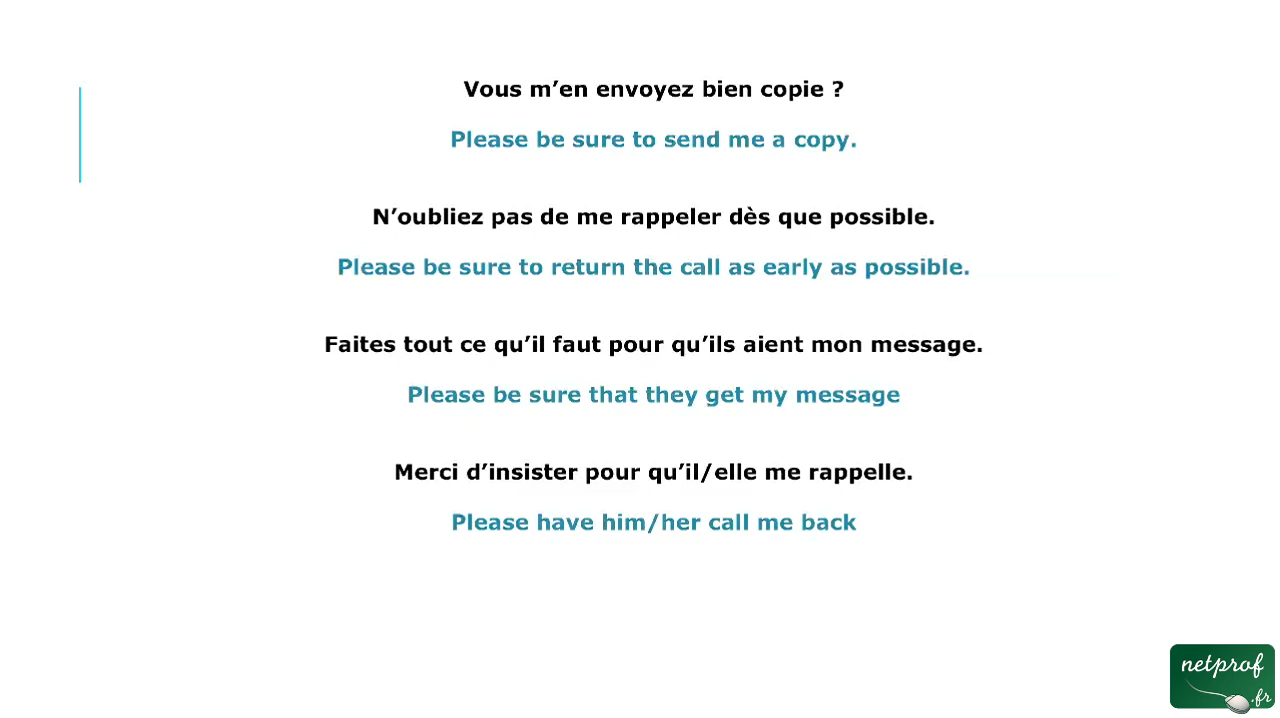 Vous m’en envoyez bien copie ?
Please be sure to send me a copy.
N’oubliez pas de me rappeler dès que possible.
Please be sure to return the call as early as possible.
Faites tout ce qu’il faut pour qu’ils aient mon message.
Please be sure that they get my message
Merci d’insister pour qu’il/elle me rappelle.
Please have him/her call me back
netprof
.fr